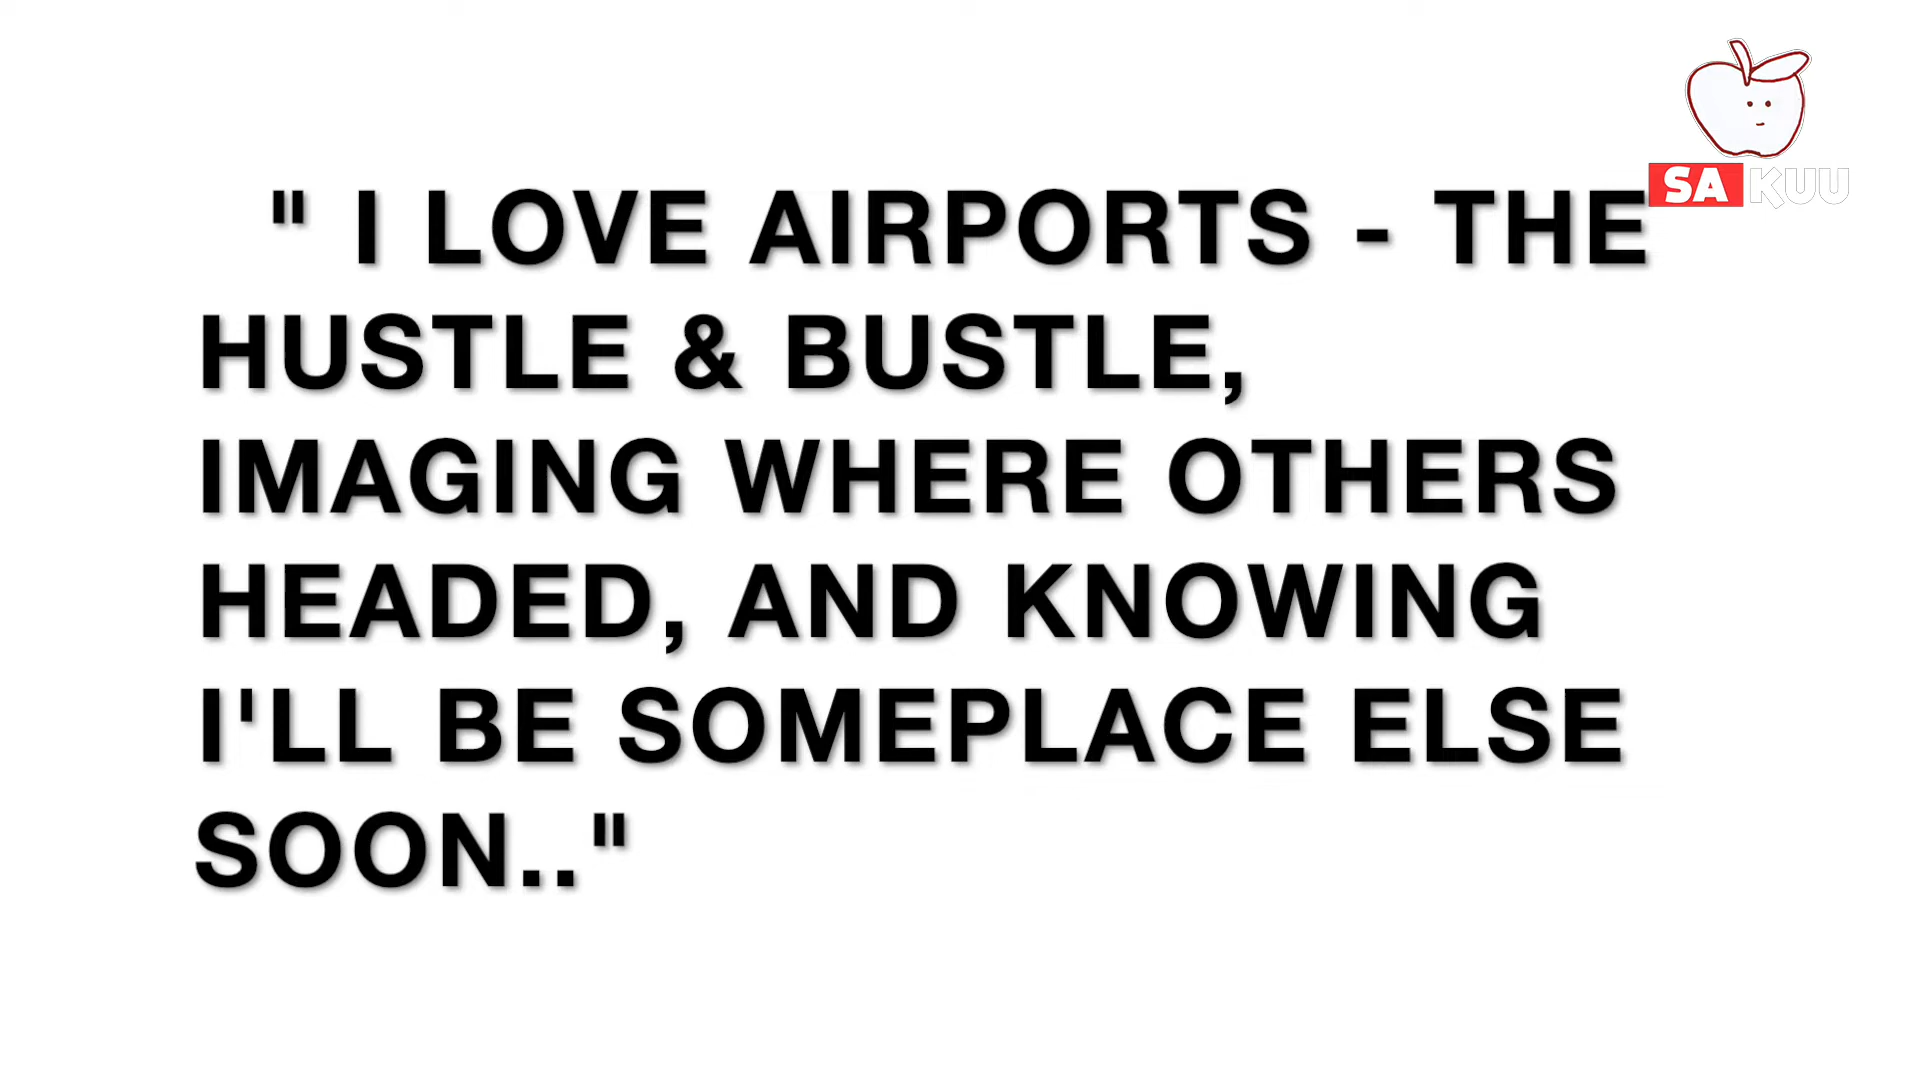 SA KUU
" I LOVE AIRPORTS - THE
HUSTLE & BUSTLE,
IMAGING WHERE OTHERS
HEADED, AND KNOWING
I'LL BE SOMEPLACE ELSE
SOON.."